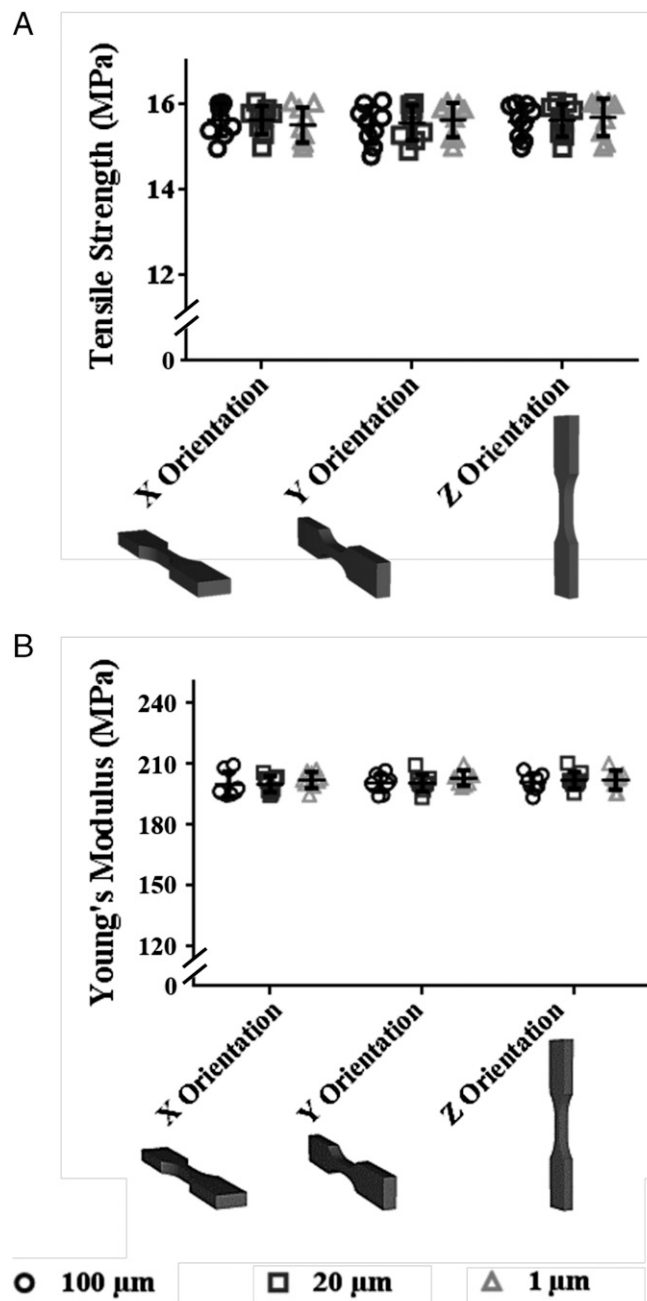 A
Tensile Strength (MPa)
16
14
12
0
X Orientation
Y Orientation
Z Orientation
B
Young's Modulus (MPa)
240
210
180
150
120
0
X Orientation
Y Orientation
Z Orientation
100 µm
20 µm
1 µm